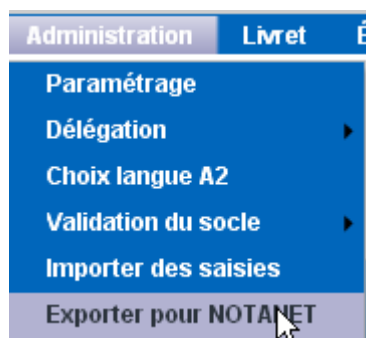 Administration Livret É
Paramétrage
Délégation
Choix langue A2
Validation du socle
Importer des saisies
Exporter pour NOTANET